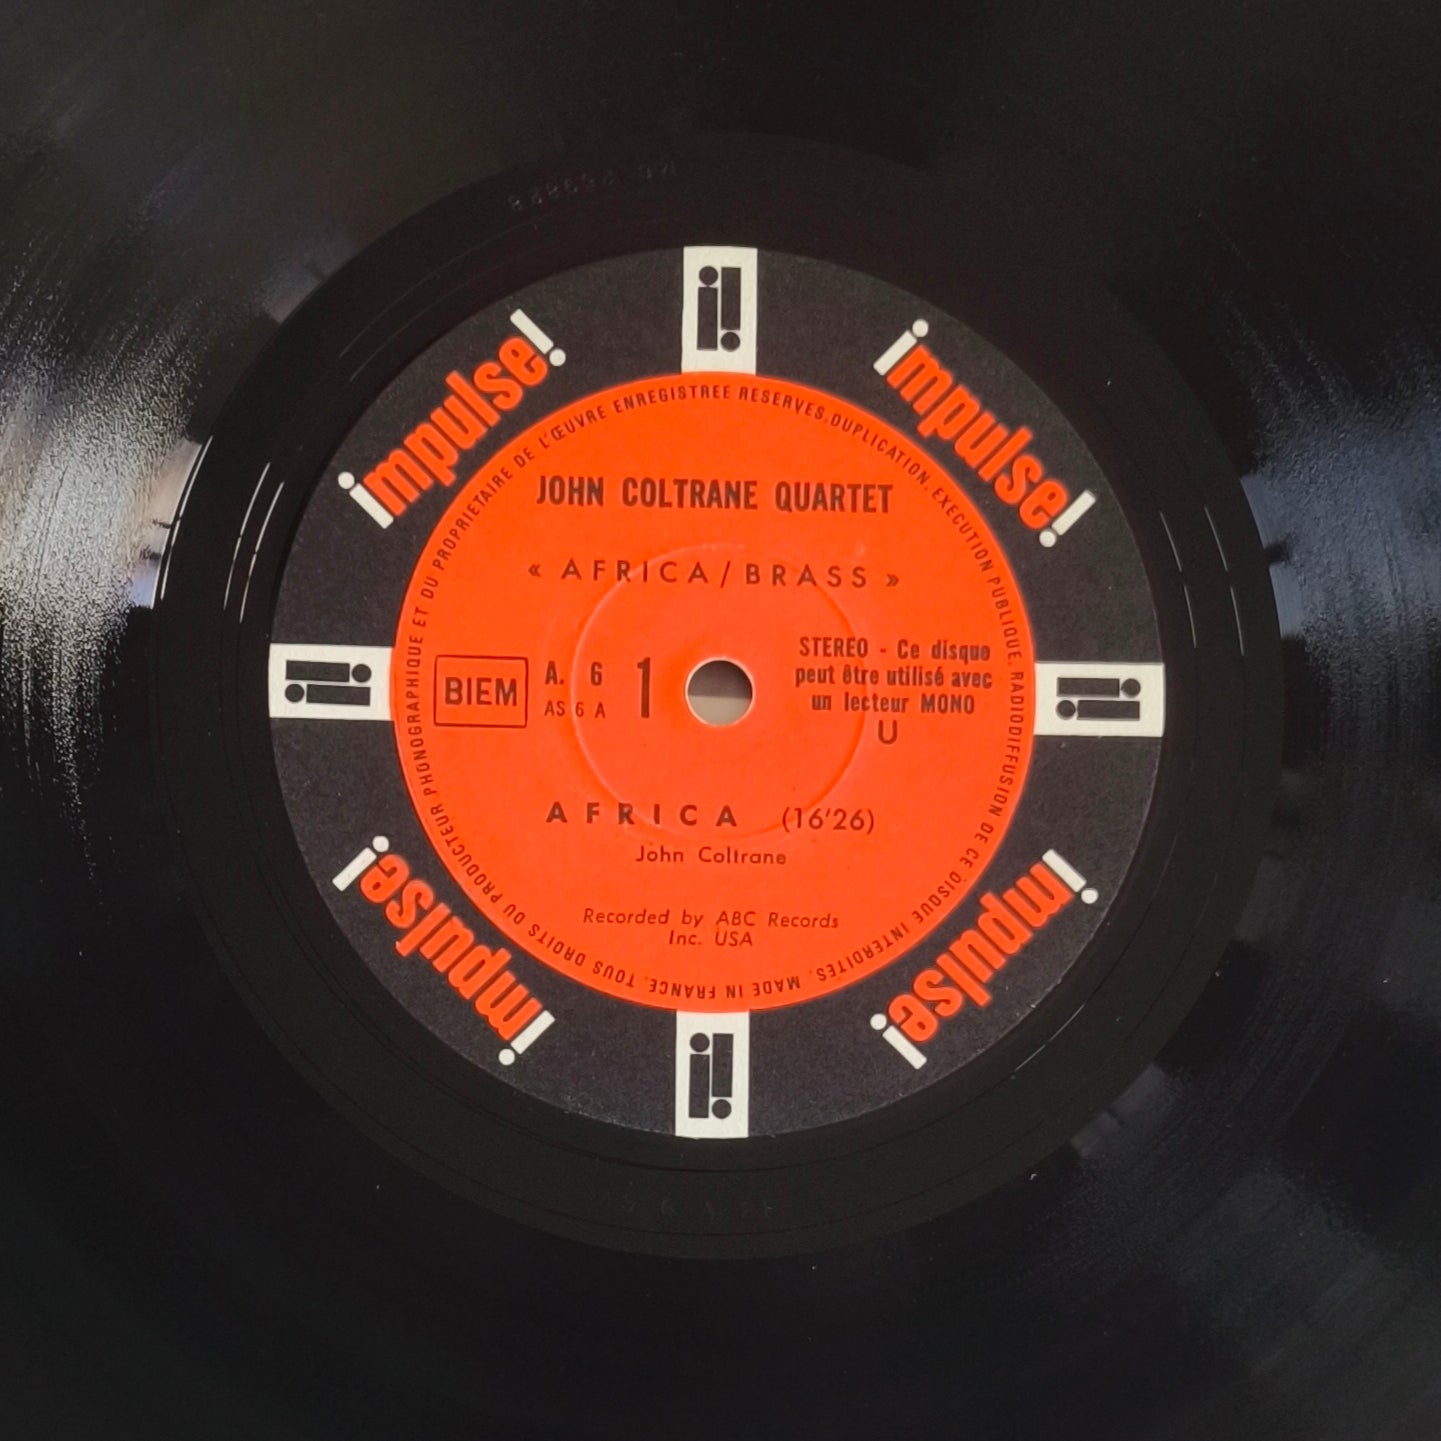 impulse!
impulse!
impulse!
impulse!
TOUS DROITS DU PRODUCTEUR PHONOGRAPHIQUE ET DU PROPRIETAIRE DE L'ŒUVRE ENREGISTREE RESERVES. DUPLICATION, EXECUTION PUBLIQUE, RADIODIFFUSION DE CE DISQUE INTERDITES. MADE IN FRANCE.
JOHN COLTRANE QUARTET
« AFRICA/BRASS »
BIEM
A. 6
AS 6 A
1
STEREO - Ce disque
peut être utilisé avec
un lecteur MONO
U
AFRICA (16'26)
John Coltrane
Recorded by ABC Records
Inc. USA